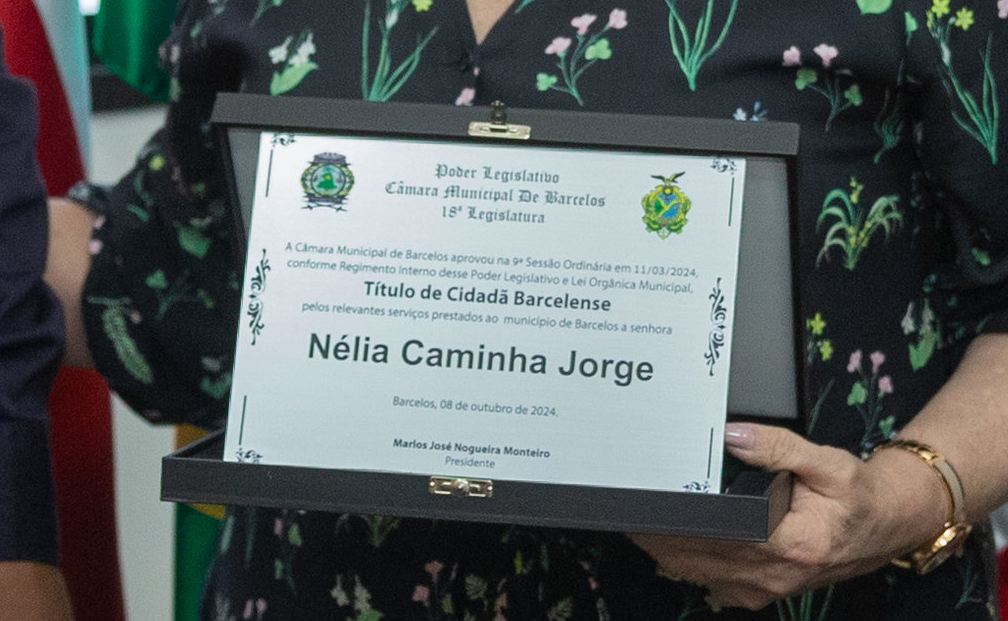 Poder Legislativo
Câmara Municipal De Barcelos
18ª Legislatura
A Câmara Municipal de Barcelos aprovou na 9ª Sessão Ordinária em 11/03/2024,
conforme Regimento Interno desse Poder Legislativo e Lei Orgânica Municipal,
Título de Cidadã Barcelense
pelos relevantes serviços prestados ao município de Barcelos a senhora
Nélia Caminha Jorge
Barcelos, 08 de outubro de 2024.
Marlos José Nogueira Monteiro
Presidente